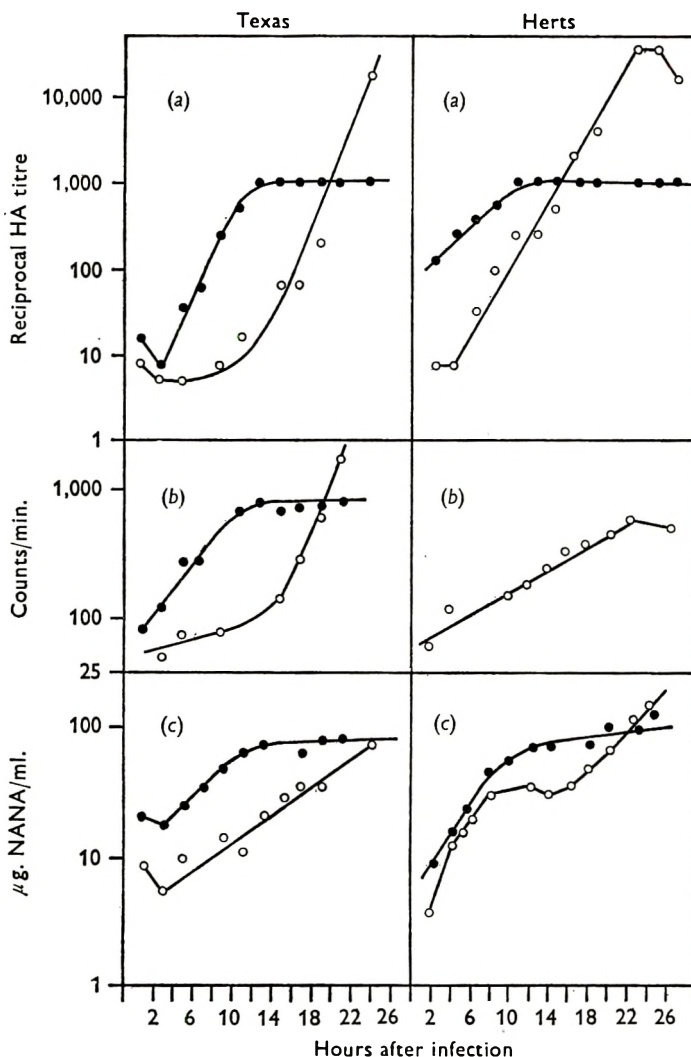 Texas
Herts
Reciprocal HA titre
10,000
1,000
100
10
1
(a)
(a)
Counts/min.
1,000
100
25
(b)
(b)
μg. NANA/ml.
100
10
1
(c)
(c)
2 6 10 14 18 22 26
2 6 10 14 18 22 26
Hours after infection